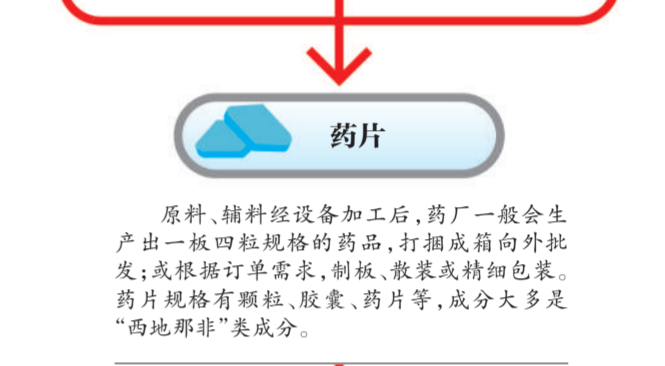 药片
原料、辅料经设备加工后,药厂一般会生
产出一板四粒规格的药品,打捆成箱向外批
发;或根据订单需求,制板、散装或精细包装。
药片规格有颗粒、胶囊、药片等,成分大多是
“西地那非”类成分。